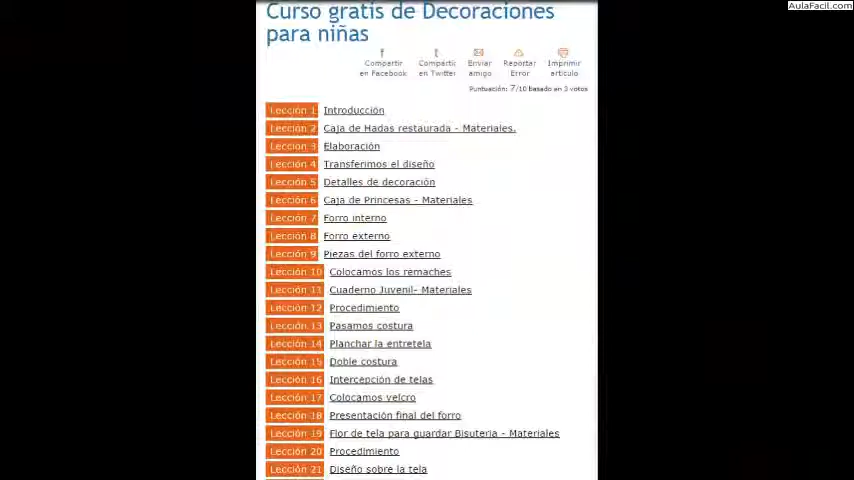 AulaFacil.com
Curso gratis de Decoraciones
para niñas
Compartir
en Facebook
Compartir
en Twitter
Enviar
amigo
Reportar
Error
Imprimir
artículo
Puntuación: 7/10 basado en 3 votos
Lección 1 Introducción
Lección 2 Caja de Hadas restaurada - Materiales.
Lección 3 Elaboración
Lección 4 Transferimos el diseño
Lección 5 Detalles de decoración
Lección 6 Caja de Princesas - Materiales
Lección 7 Forro interno
Lección 8 Forro externo
Lección 9 Piezas del forro externo
Lección 10 Colocamos los remaches
Lección 11 Cuaderno Juvenil- Materiales
Lección 12 Procedimiento
Lección 13 Pasamos costura
Lección 14 Planchar la entretela
Lección 15 Doble costura
Lección 16 Intercepción de telas
Lección 17 Colocamos velcro
Lección 18 Presentación final del forro
Lección 19 Flor de tela para guardar Bisuteria - Materiales
Lección 20 Procedimiento
Lección 21 Diseño sobre la tela